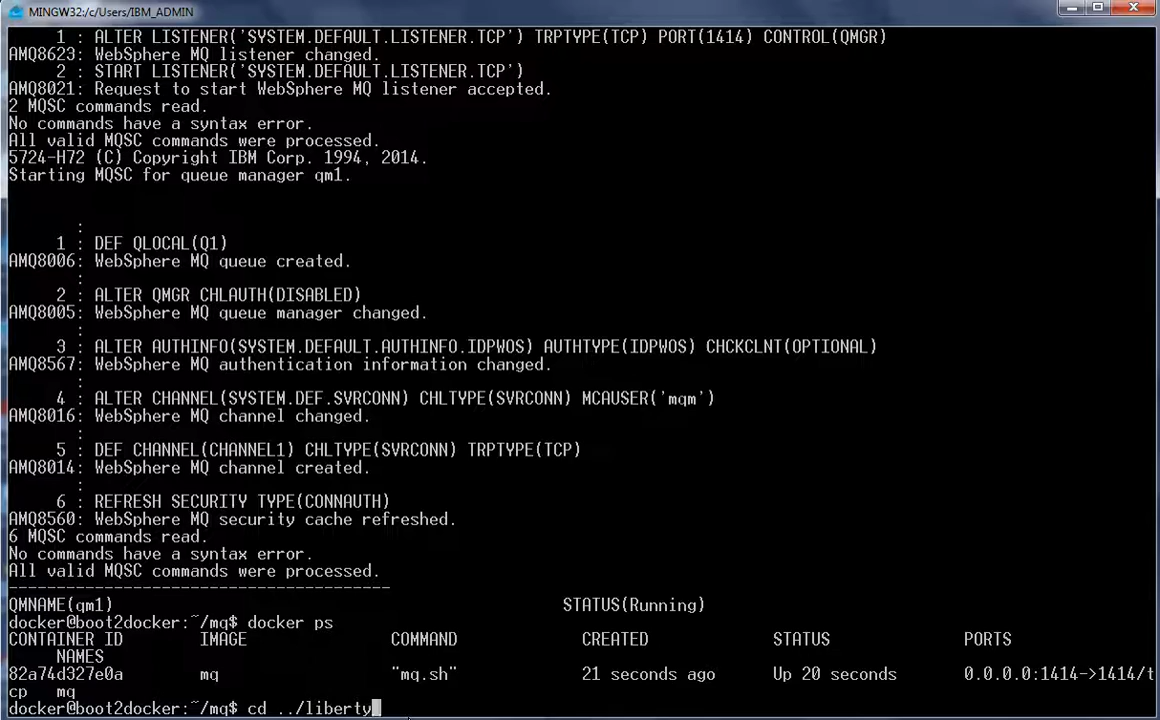 MINGW32:/c/Users/IBM_ADMIN
1 : ALTER LISTENER('SYSTEM.DEFAULT.LISTENER.TCP') TRPTYPE(TCP) PORT(1414) CONTROL(QMGR)
AMQ8623: WebSphere MQ listener changed.
2 : START LISTENER('SYSTEM.DEFAULT.LISTENER.TCP')
AMQ8021: Request to start WebSphere MQ listener accepted.
2 MQSC commands read.
No commands have a syntax error.
All valid MQSC commands were processed.
5724-H72 (C) Copyright IBM Corp. 1994, 2014.
Starting MQSC for queue manager qm1.
:
1 : DEF QLOCAL(Q1)
AMQ8006: WebSphere MQ queue created.
:
2 : ALTER QMGR CHLAUTH(DISABLED)
AMQ8005: WebSphere MQ queue manager changed.
:
3 : ALTER AUTHINFO(SYSTEM.DEFAULT.AUTHINFO.IDPWOS) AUTHTYPE(IDPWOS) CHCKCLNT(OPTIONAL)
AMQ8567: WebSphere MQ authentication information changed.
:
4 : ALTER CHANNEL(SYSTEM.DEF.SVRCONN) CHLTYPE(SVRCONN) MCAUSER('mqm')
AMQ8016: WebSphere MQ channel changed.
:
5 : DEF CHANNEL(CHANNEL1) CHLTYPE(SVRCONN) TRPTYPE(TCP)
AMQ8014: WebSphere MQ channel created.
:
6 : REFRESH SECURITY TYPE(CONNAUTH)
AMQ8560: WebSphere MQ security cache refreshed.
6 MQSC commands read.
No commands have a syntax error.
All valid MQSC commands were processed.
----------------------------------------
QMNAME(qm1) STATUS(Running)
docker@boot2docker:~/mq$ docker ps
CONTAINER ID IMAGE COMMAND CREATED STATUS PORTS
NAMES
82a74d327e0a mq "mq.sh" 21 seconds ago Up 20 seconds 0.0.0.0:1414->1414/t
cp mq
docker@boot2docker:~/mq$ cd ../liberty